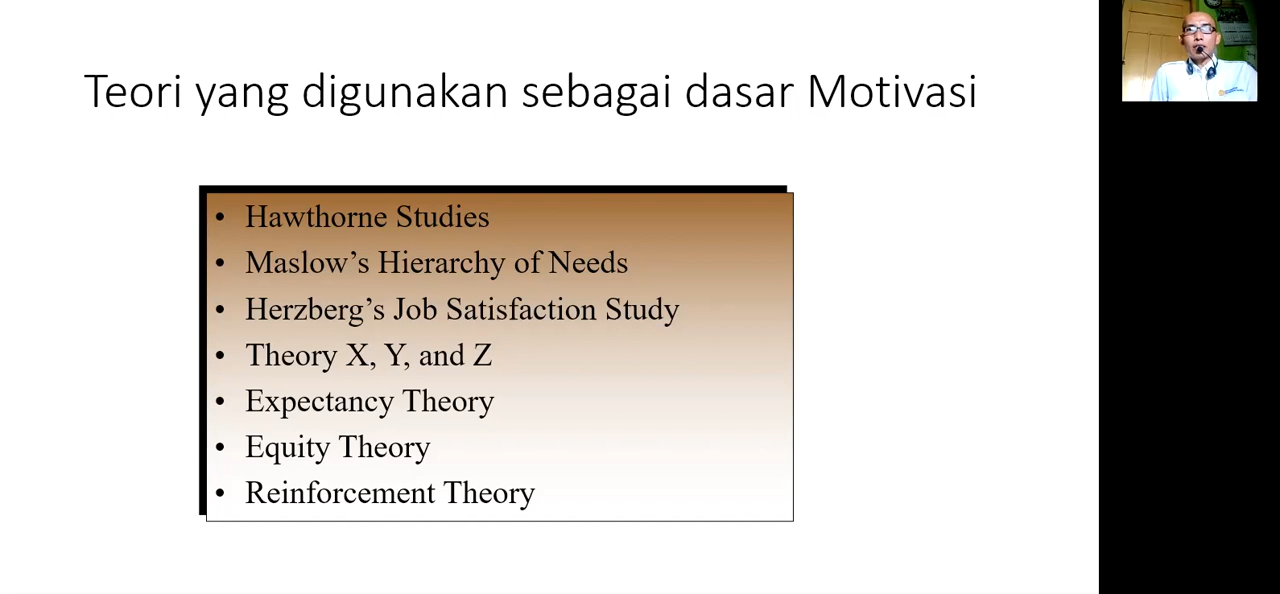 Teori yang digunakan sebagai dasar Motivasi
• Hawthorne Studies
• Maslow’s Hierarchy of Needs
• Herzberg’s Job Satisfaction Study
• Theory X, Y, and Z
• Expectancy Theory
• Equity Theory
• Reinforcement Theory